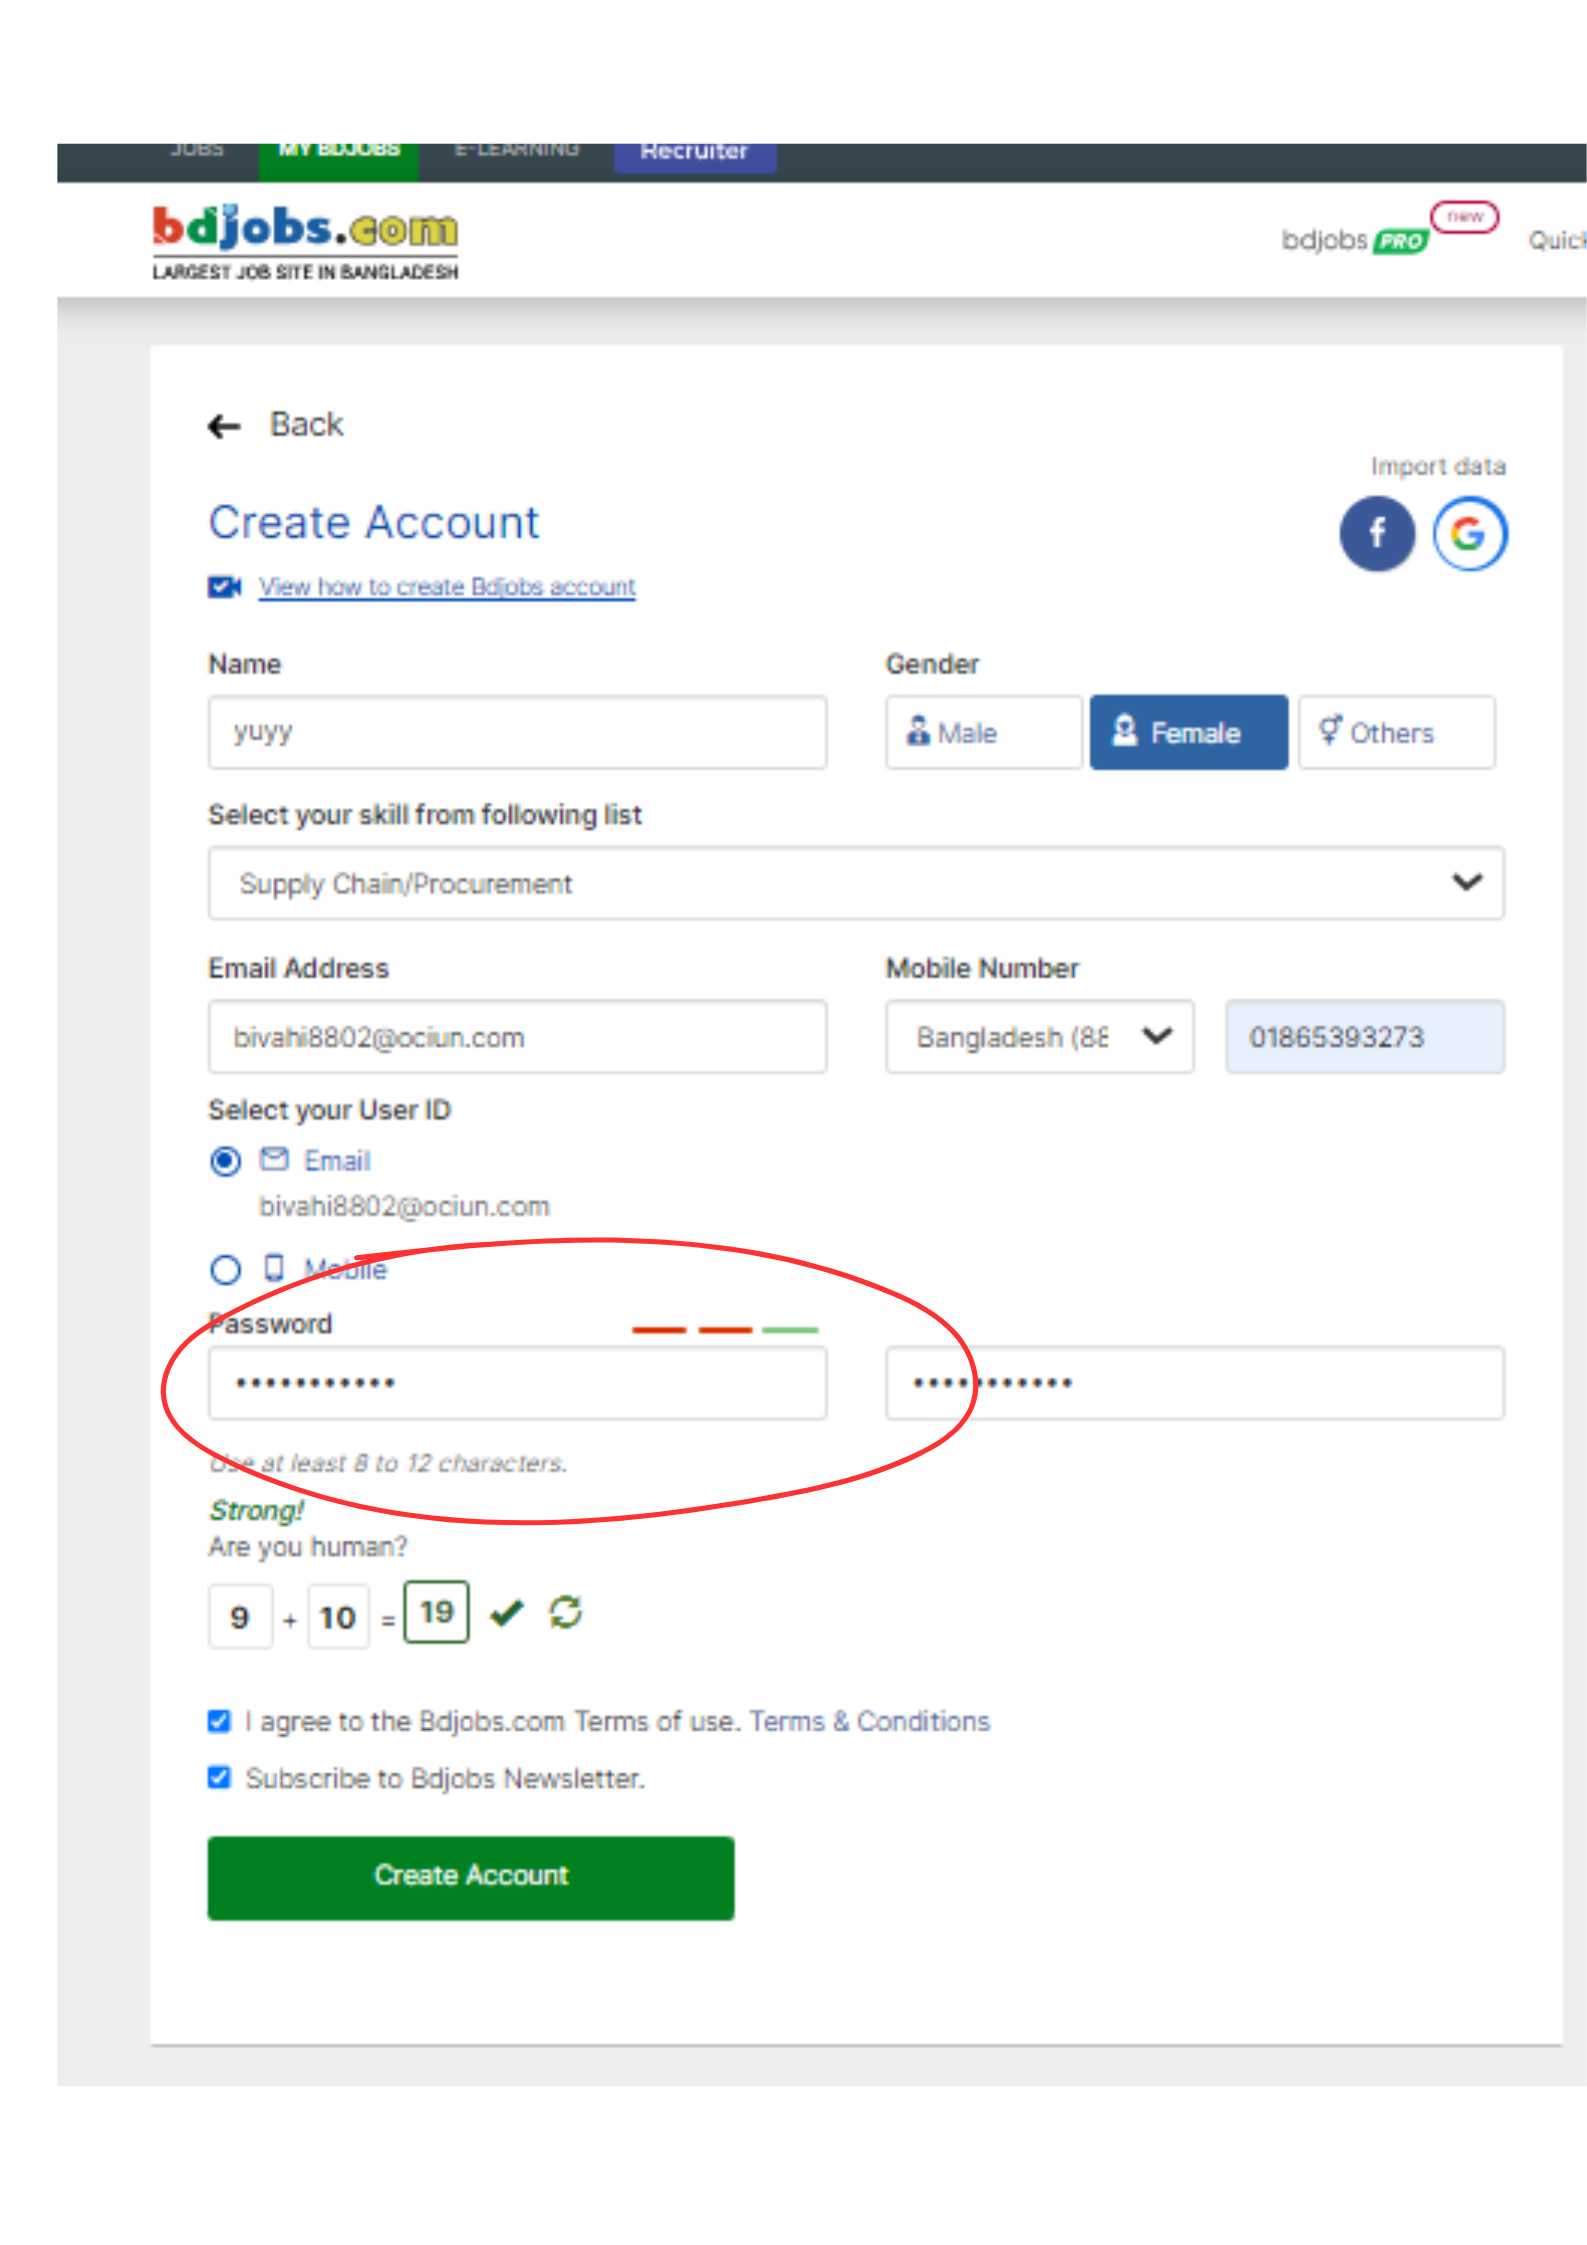 JOBS MY BDJOBS E-LEARNING Recruiter
bdjobs.com
LARGEST JOB SITE IN BANGLADESH
bdjobs PRO new Quick
Back
Import data
Create Account
f G
View how to create Bdjobs account
Name Gender
yuyy Male Female Others
Select your skill from following list
Supply Chain/Procurement
Email Address Mobile Number
bivahi8802@ociun.com Bangladesh (88 01865393273
Select your User ID
Email
bivahi8802@ociun.com
Mobile
Password
••••••••••• •••••••••••
Use at least 8 to 12 characters.
Strong!
Are you human?
9 + 10 = 19
I agree to the Bdjobs.com Terms of use. Terms & Conditions
Subscribe to Bdjobs Newsletter.
Create Account